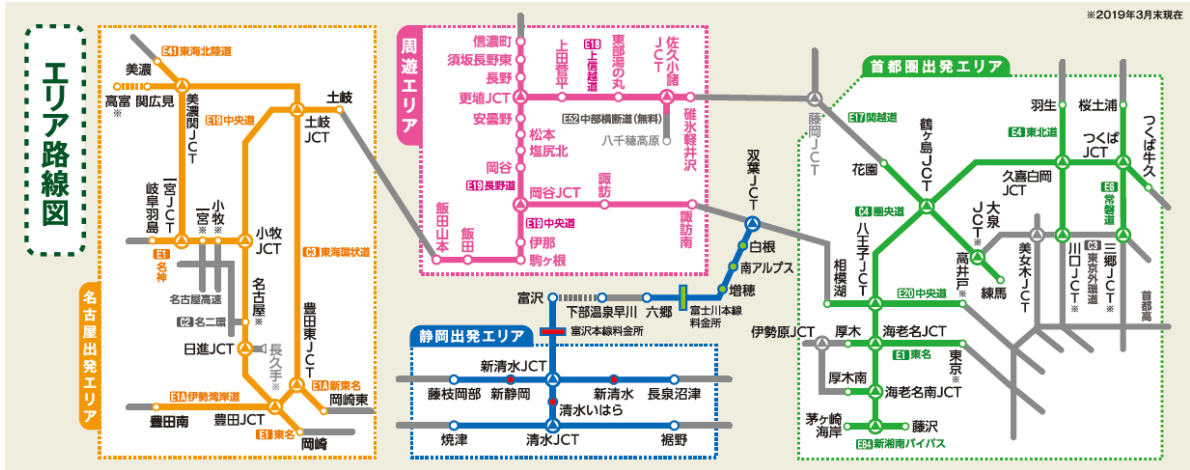 ※2019年3月末現在
エリア路線図
名古屋出発エリア
E41 東海北陸道
美濃
高富
※
関広見
美濃関JCT
E19 中央道
土岐JCT
土岐
岐阜羽島
一宮JCT
一宮※
小牧※
小牧JCT
E1 名神
名古屋高速
C2 名二環
名古屋※
C3 東海環状道
日進JCT
長久手※
豊田東JCT
E1A 伊勢湾岸道
E1A 新東名
岡崎東
豊田南
豊田JCT
E1 東名
岡崎
周遊エリア
信濃町
須坂長野東
長野
更埴JCT
安曇野
松本
塩尻北
岡谷
E19 長野道
岡谷JCT
諏訪
諏訪南
E19 中央道
伊那
駒ヶ根
飯田
飯田山本
上田菅平
E18 上信越道
東部湯の丸
佐久小諸JCT
E52 中部横断道(無料)
八千穂高原
碓氷軽井沢
双葉JCT
白根
南アルプス
増穂
富士川本線料金所
六郷
下部温泉早川
富沢
富沢本線料金所
静岡出発エリア
新清水JCT
藤枝岡部
新静岡
新清水
長泉沼津
清水いはら
焼津
清水JCT
裾野
首都圏出発エリア
藤岡JCT
E17 関越道
花園
鶴ヶ島JCT
C4 圏央道
八王子JCT
相模湖
E20 中央道
高井戸※
大泉JCT※
練馬
羽生
E4 東北道
久喜白岡JCT
桜土浦
つくばJCT
つくば牛久
E6 常磐道
美女木JCT
川口JCT※
C3 東京外環道
三郷JCT※
首都高
伊勢原JCT
厚木
海老名JCT
E1 東名
東京※
厚木南
海老名南JCT
茅ヶ崎海岸
藤沢
E84 新湘南バイパス